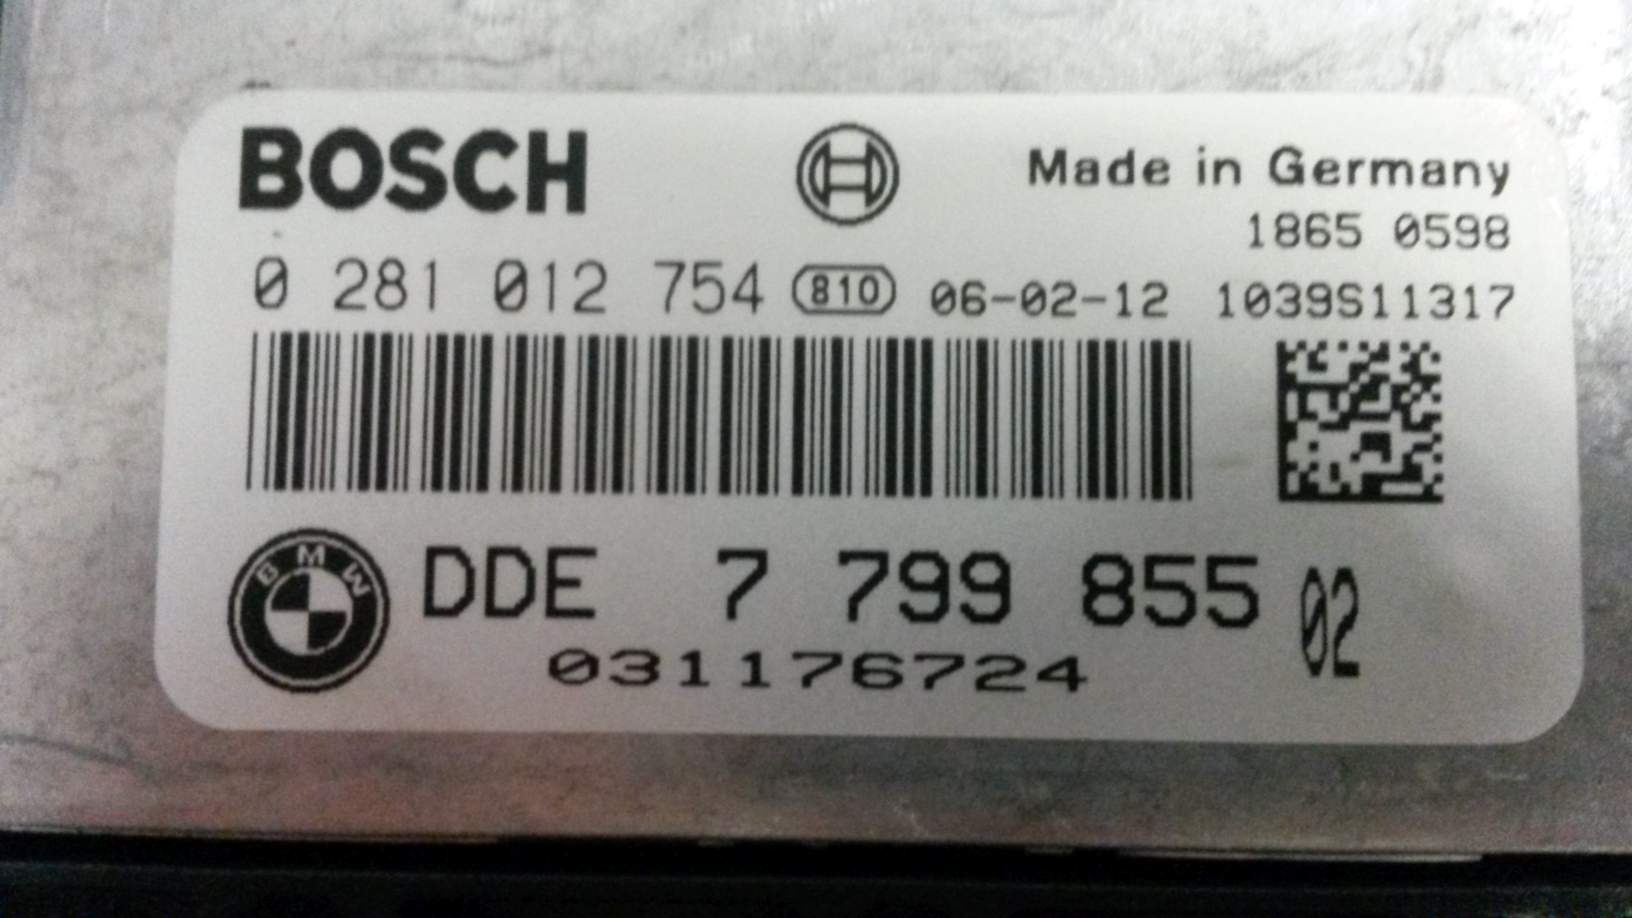 BOSCH
Made in Germany
1865 0598
0 281 012 754 810 06-02-12 1039S11317
BMW
DDE 7 799 855 02
031176724